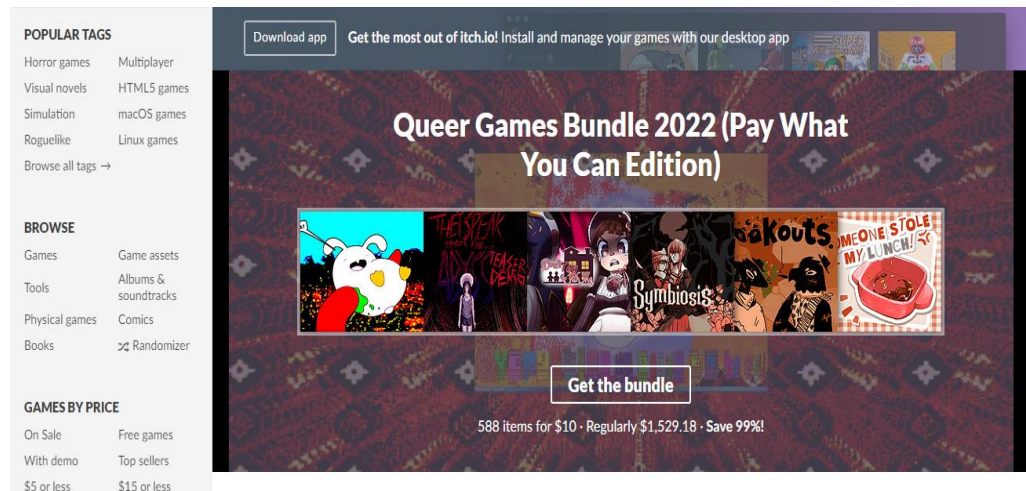 POPULAR TAGS
Horror games Multiplayer
Visual novels HTML5 games
Simulation macOS games
Roguelike Linux games
Browse all tags →
BROWSE
Games Game assets
Tools Albums & soundtracks
Physical games Comics
Books Randomizer
GAMES BY PRICE
On Sale Free games
With demo Top sellers
$5 or less $15 or less
Download app Get the most out of itch.io! Install and manage your games with our desktop app
Queer Games Bundle 2022 (Pay What
You Can Edition)
TEASER
DEMO
Symbiosis
OMEONE STOLE
MY LUNCH!
Get the bundle
588 items for $10 · Regularly $1,529.18 · Save 99%!